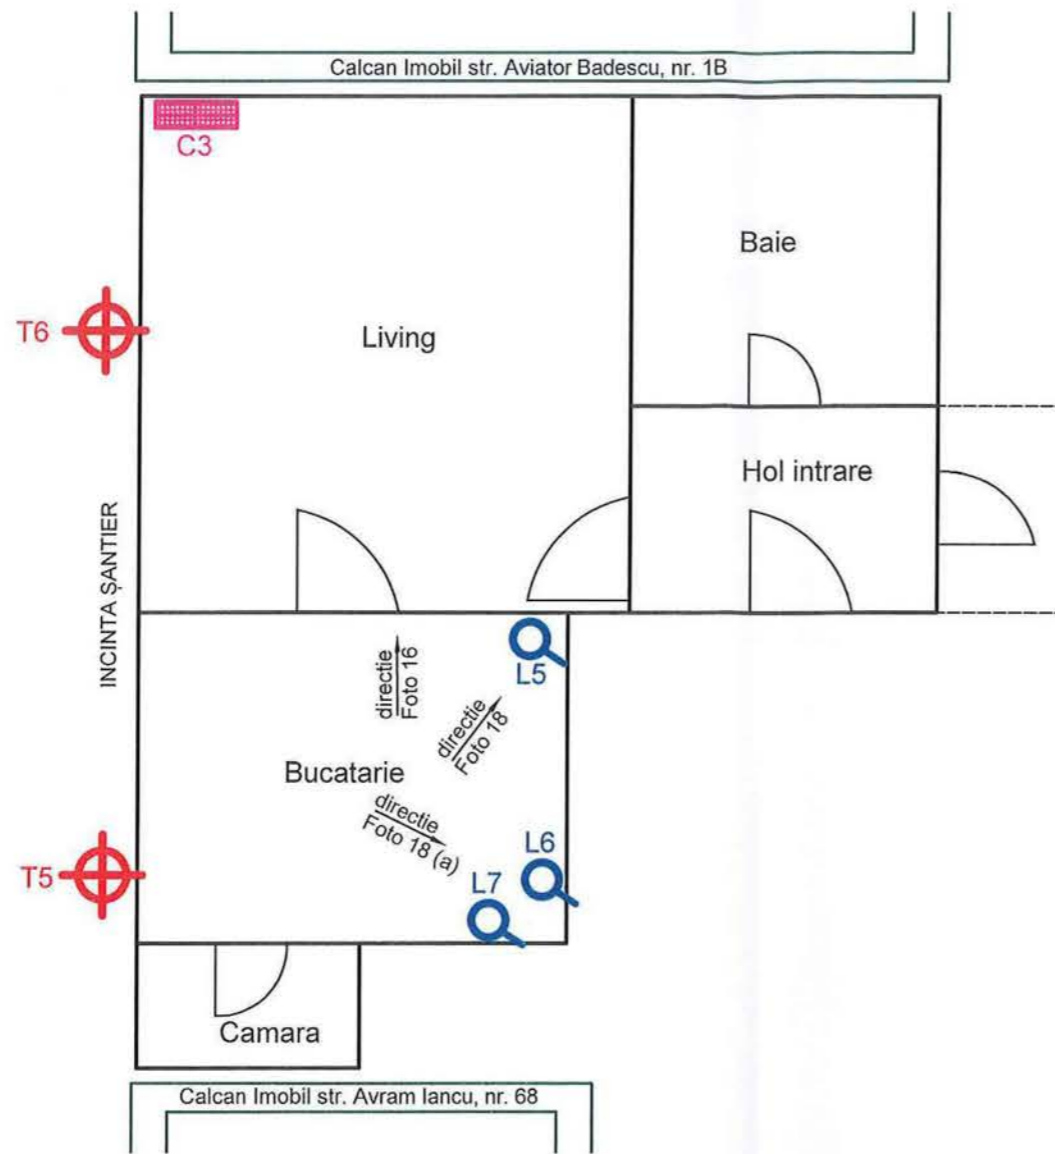 Calcan Imobil str. Aviator Badescu, nr. 1B
C3
Baie
T6
Living
Hol intrare
INCINTA ȘANTIER
directie
Foto 16
L5
directie
Foto 18
Bucatarie
directie
Foto 18 (a)
L6
T5
L7
Camara
Calcan Imobil str. Avram Iancu, nr. 68